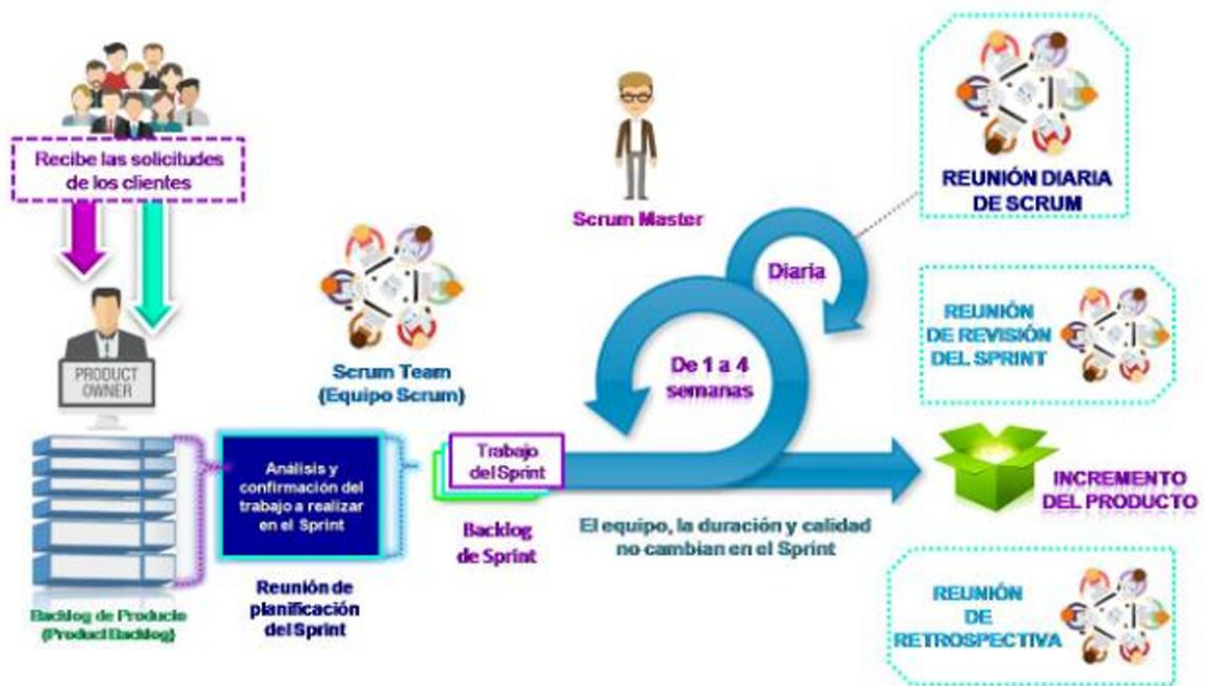 Recibe las solicitudes
de los clientes
PRODUCT
OWNER
Backlog de Producto
(Product Backlog)
Scrum Team
(Equipo Scrum)
Análisis y
confirmación del
trabajo a realizar
en el Sprint
Reunión de
planificación
del Sprint
Trabajo
del Sprint
Backlog
de Sprint
Scrum Master
Diaria
De 1 a 4
semanas
El equipo, la duración y calidad
no cambian en el Sprint
REUNIÓN DIARIA
DE SCRUM
REUNIÓN
DE REVISIÓN
DEL SPRINT
INCREMENTO
DEL PRODUCTO
REUNIÓN
DE
RETROSPECTIVA